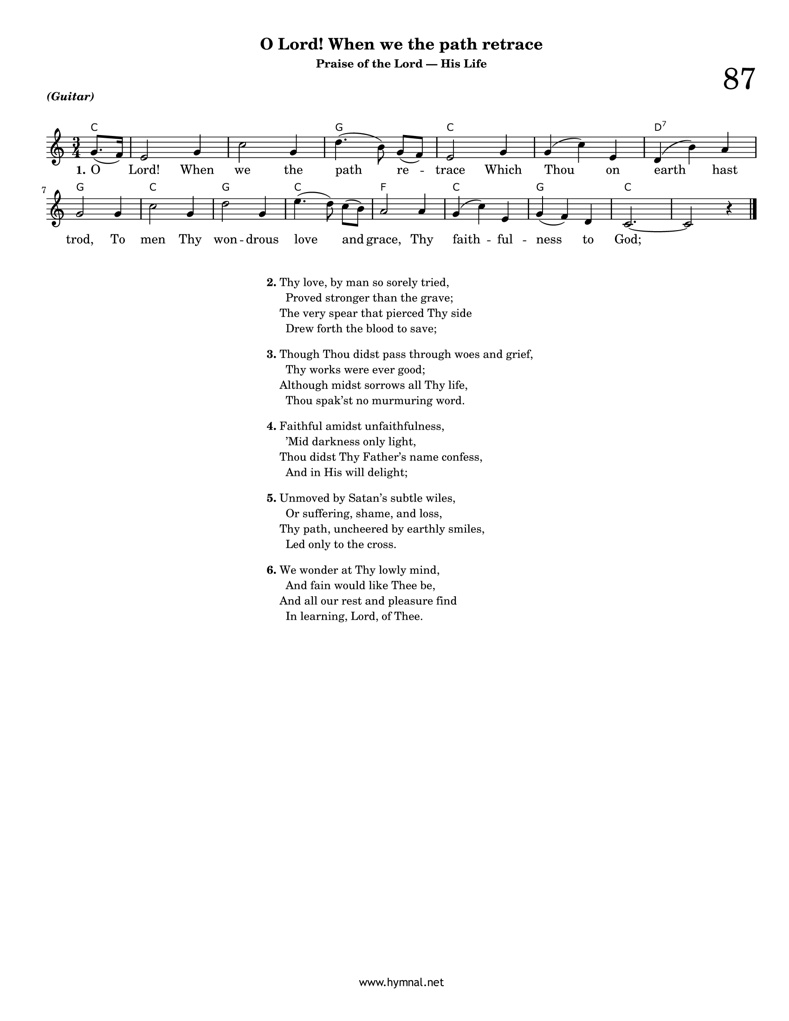 O Lord! When we the path retrace
Praise of the Lord — His Life
87
(Guitar)
C G C D7
3
4
1. O Lord! When we the path re - trace Which Thou on earth hast
7
G C G C F C G C
trod, To men Thy won - drous love and grace, Thy faith - ful - ness to God;
2. Thy love, by man so sorely tried,
Proved stronger than the grave;
The very spear that pierced Thy side
Drew forth the blood to save;
3. Though Thou didst pass through woes and grief,
Thy works were ever good;
Although midst sorrows all Thy life,
Thou spak’st no murmuring word.
4. Faithful amidst unfaithfulness,
’Mid darkness only light,
Thou didst Thy Father’s name confess,
And in His will delight;
5. Unmoved by Satan’s subtle wiles,
Or suffering, shame, and loss,
Thy path, uncheered by earthly smiles,
Led only to the cross.
6. We wonder at Thy lowly mind,
And fain would like Thee be,
And all our rest and pleasure find
In learning, Lord, of Thee.
www.hymnal.net